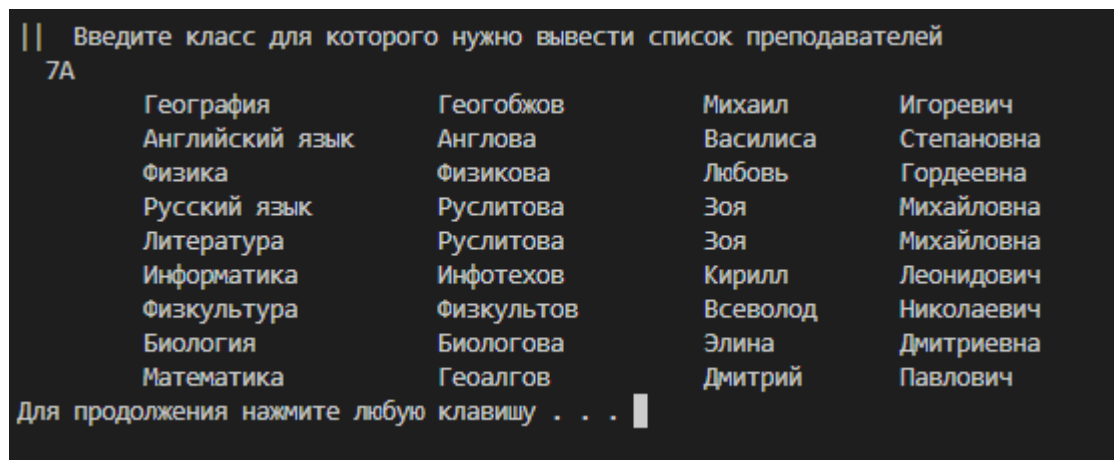 || Введите класс для которого нужно вывести список преподавателей
7А
География Геогобжов Михаил Игоревич
Английский язык Англова Василиса Степановна
Физика Физикова Любовь Гордеевна
Русский язык Руслитова Зоя Михайловна
Литература Руслитова Зоя Михайловна
Информатика Инфотехов Кирилл Леонидович
Физкультура Физкультов Всеволод Николаевич
Биология Биологова Элина Дмитриевна
Математика Геоалгов Дмитрий Павлович
Для продолжения нажмите любую клавишу . . .